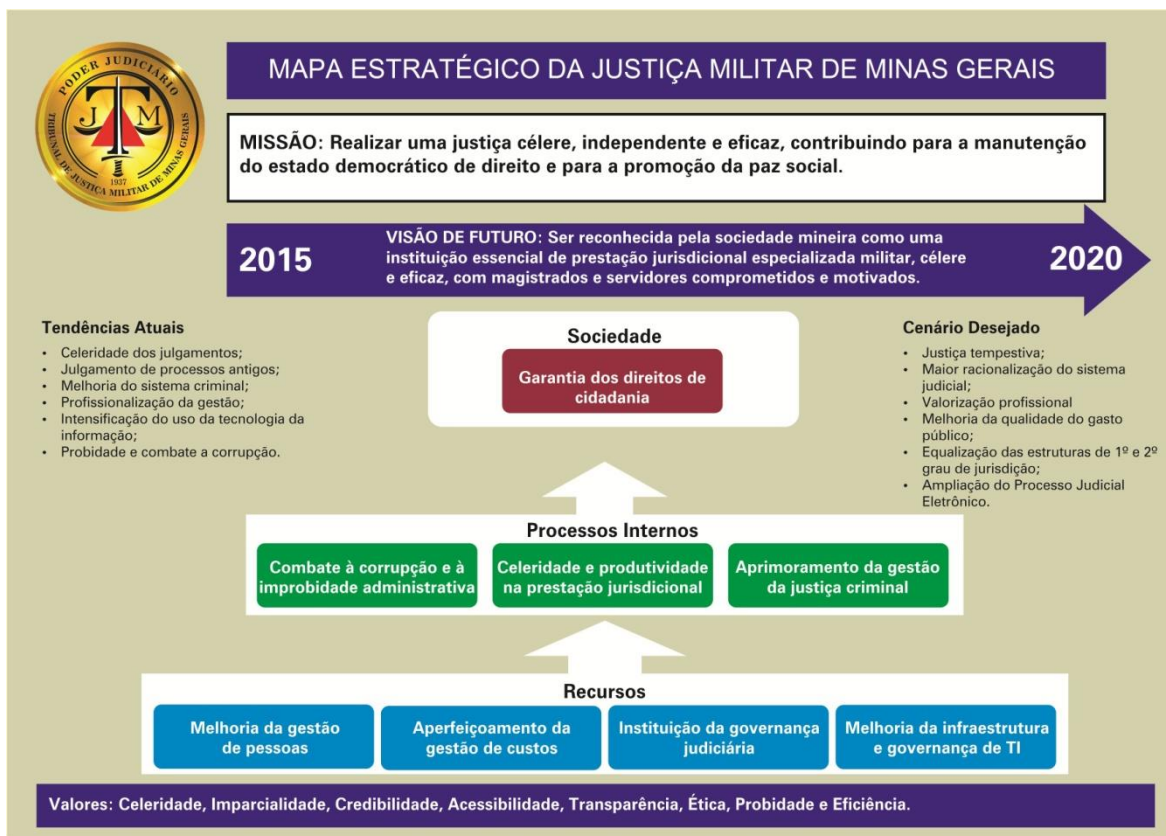 PODER JUDICIÁRIO
J M
1937
TRIBUNAL DE JUSTIÇA MILITAR DE MINAS GERAIS
MAPA ESTRATÉGICO DA JUSTIÇA MILITAR DE MINAS GERAIS
MISSÃO: Realizar uma justiça célere, independente e eficaz, contribuindo para a manutenção
do estado democrático de direito e para a promoção da paz social.
2015
VISÃO DE FUTURO: Ser reconhecida pela sociedade mineira como uma
instituição essencial de prestação jurisdicional especializada militar, célere
e eficaz, com magistrados e servidores comprometidos e motivados.
2020
Tendências Atuais
• Celeridade dos julgamentos;
• Julgamento de processos antigos;
• Melhoria do sistema criminal;
• Profissionalização da gestão;
• Intensificação do uso da tecnologia da
informação;
• Probidade e combate a corrupção.
Sociedade
Garantia dos direitos de
cidadania
Cenário Desejado
• Justiça tempestiva;
• Maior racionalização do sistema
judicial;
• Valorização profissional
• Melhoria da qualidade do gasto
público;
• Equalização das estruturas de 1º e 2º
grau de jurisdição;
• Ampliação do Processo Judicial
Eletrônico.
Processos Internos
Combate à corrupção e à
improbidade administrativa
Celeridade e produtividade
na prestação jurisdicional
Aprimoramento da gestão
da justiça criminal
Recursos
Melhoria da gestão
de pessoas
Aperfeiçoamento da
gestão de custos
Instituição da governança
judiciária
Melhoria da infraestrutura
e governança de TI
Valores: Celeridade, Imparcialidade, Credibilidade, Acessibilidade, Transparência, Ética, Probidade e Eficiência.